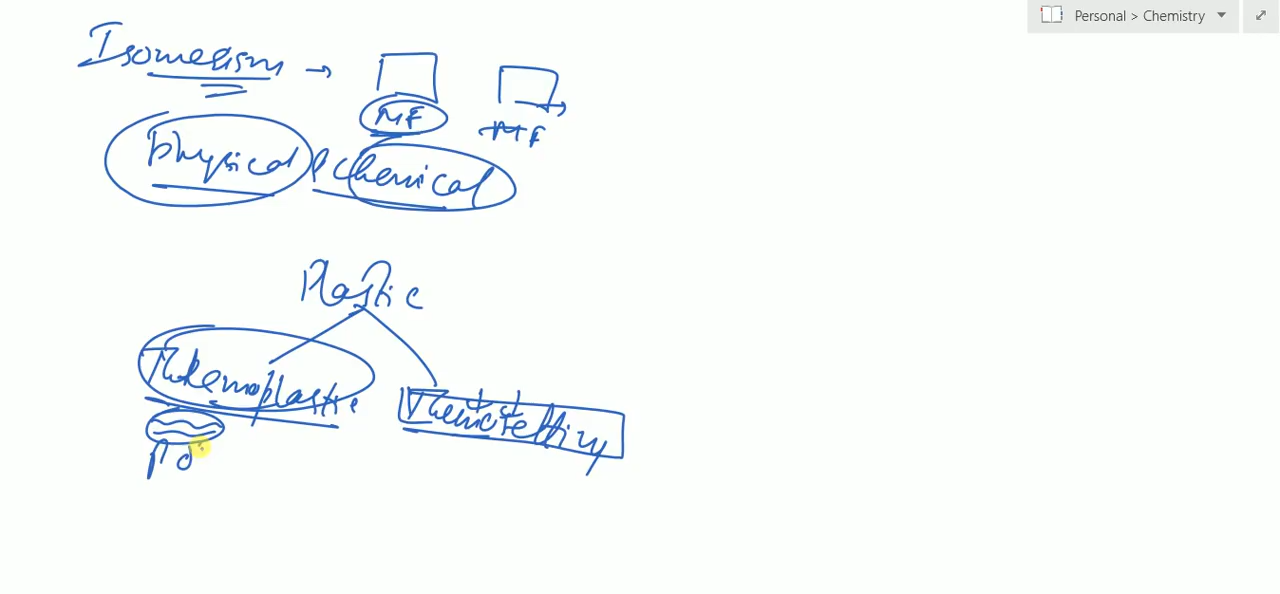 Personal > Chemistry
Isomerism →
MF MF
Physical & Chemical
Plastic
Thermoplastic Thermosetting